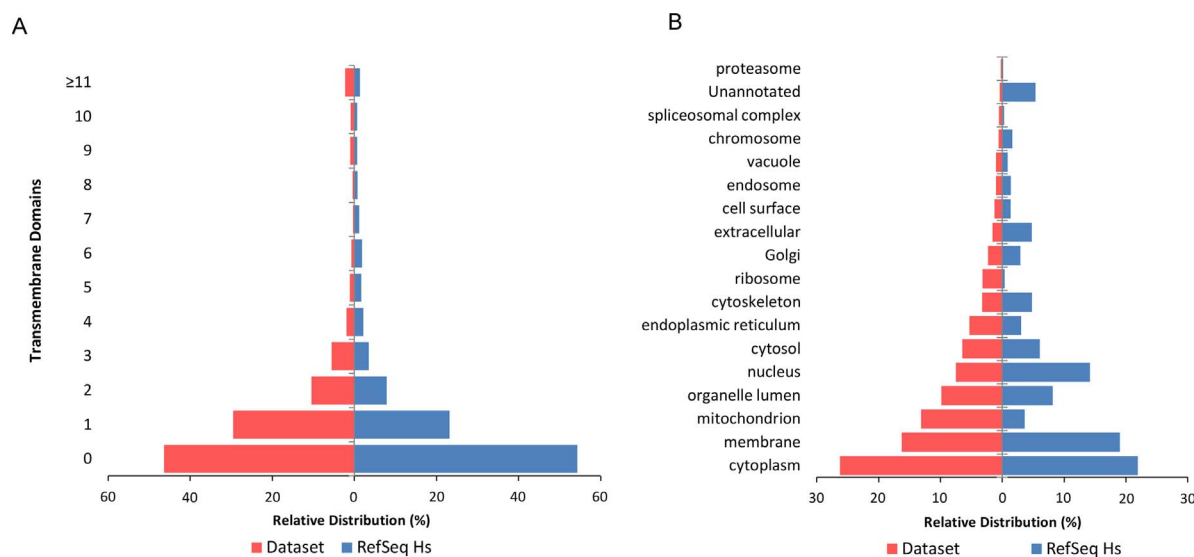 A
Transmembrane Domains
≥11
10
9
8
7
6
5
4
3
2
1
0
60 40 20 0 20 40 60
Relative Distribution (%)
Dataset RefSeq Hs
B
proteasome
Unannotated
spliceosomal complex
chromosome
vacuole
endosome
cell surface
extracellular
Golgi
ribosome
cytoskeleton
endoplasmic reticulum
cytosol
nucleus
organelle lumen
mitochondrion
membrane
cytoplasm
30 20 10 0 10 20 30
Relative Distribution (%)
Dataset RefSeq Hs